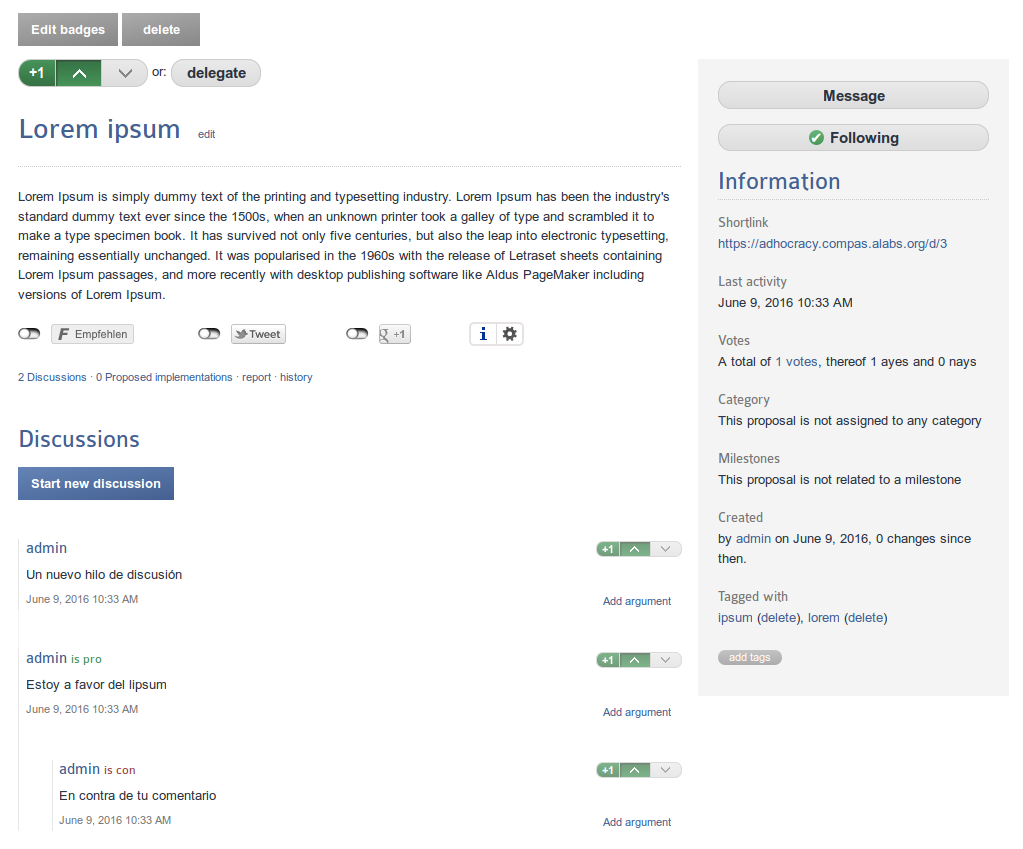 Edit badges delete
+1 or: delegate
Lorem ipsum edit
Lorem Ipsum is simply dummy text of the printing and typesetting industry. Lorem Ipsum has been the industry's
standard dummy text ever since the 1500s, when an unknown printer took a galley of type and scrambled it to
make a type specimen book. It has survived not only five centuries, but also the leap into electronic typesetting,
remaining essentially unchanged. It was popularised in the 1960s with the release of Letraset sheets containing
Lorem Ipsum passages, and more recently with desktop publishing software like Aldus PageMaker including
versions of Lorem Ipsum.
F Empfehlen Tweet g +1 i
2 Discussions · 0 Proposed implementations · report · history
Discussions
Start new discussion
admin +1
Un nuevo hilo de discusión
June 9, 2016 10:33 AM Add argument
admin is pro +1
Estoy a favor del lipsum
June 9, 2016 10:33 AM Add argument
admin is con +1
En contra de tu comentario
June 9, 2016 10:33 AM Add argument
Message
Following
Information
Shortlink
https://adhocracy.compas.alabs.org/d/3
Last activity
June 9, 2016 10:33 AM
Votes
A total of 1 votes, thereof 1 ayes and 0 nays
Category
This proposal is not assigned to any category
Milestones
This proposal is not related to a milestone
Created
by admin on June 9, 2016, 0 changes since
then.
Tagged with
ipsum (delete), lorem (delete)
add tags